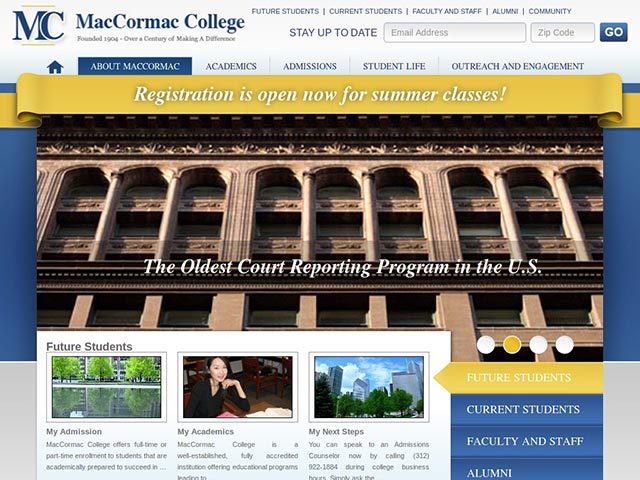 FUTURE STUDENTS | CURRENT STUDENTS | FACULTY AND STAFF | ALUMNI | COMMUNITY
MC MacCormac College
Founded 1904 - Over a Century of Making A Difference
STAY UP TO DATE Email Address Zip Code GO
ABOUT MACCORMAC ACADEMICS ADMISSIONS STUDENT LIFE OUTREACH AND ENGAGEMENT
Registration is open now for summer classes!
The Oldest Court Reporting Program in the U.S.
Future Students
My Admission
MacCormac College offers full-time or
part-time enrollment to students that are
academically prepared to succeed in ...
My Academics
MacCormac College is a
well-established, fully accredited
institution offering educational programs
leading to
My Next Steps
You can speak to an Admissions
Counselor now by calling (312)
922-1884 during college business
hours. Simply ask the
FUTURE STUDENTS
CURRENT STUDENTS
FACULTY AND STAFF
ALUMNI